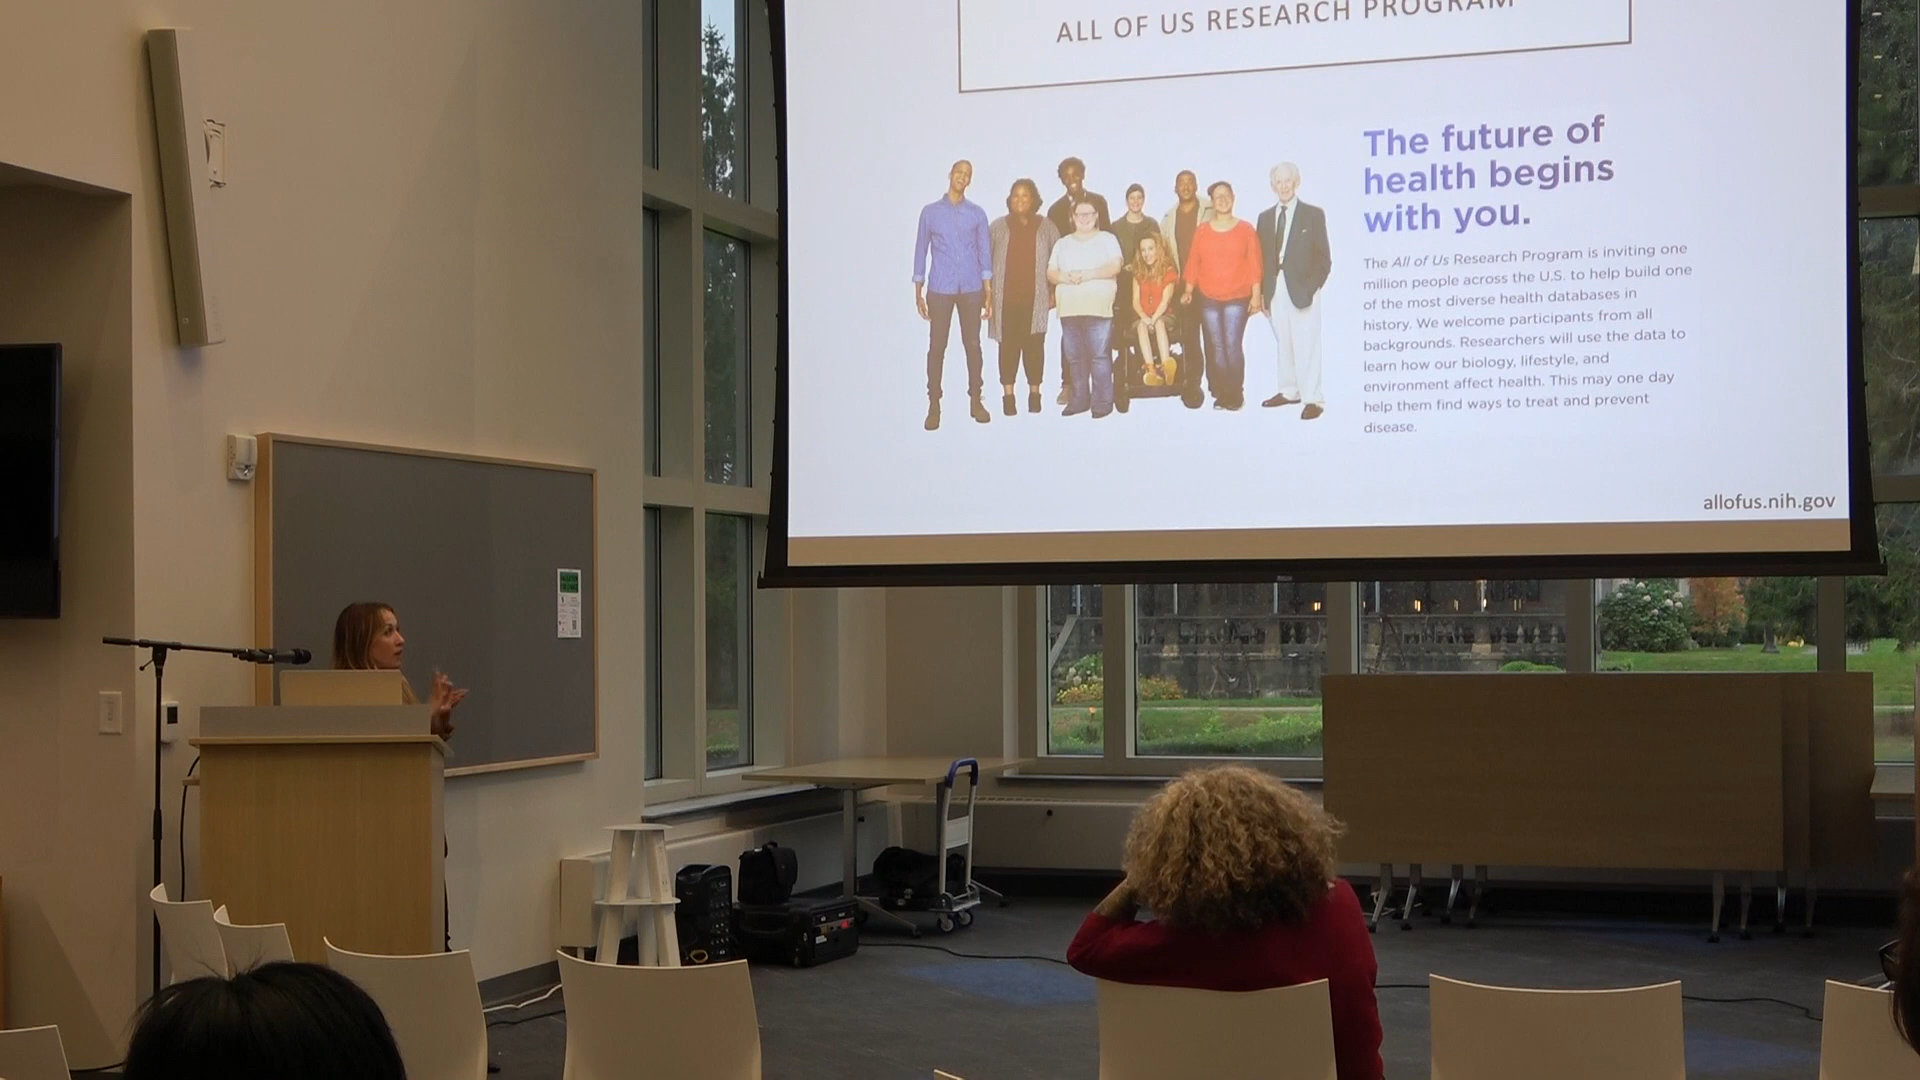 ALL OF US RESEARCH PROGRAM
The future of
health begins
with you.
The All of Us Research Program is inviting one
million people across the U.S. to help build one
of the most diverse health databases in
history. We welcome participants from all
backgrounds. Researchers will use the data to
learn how our biology, lifestyle, and
environment affect health. This may one day
help them find ways to treat and prevent
disease.
allofus.nih.gov